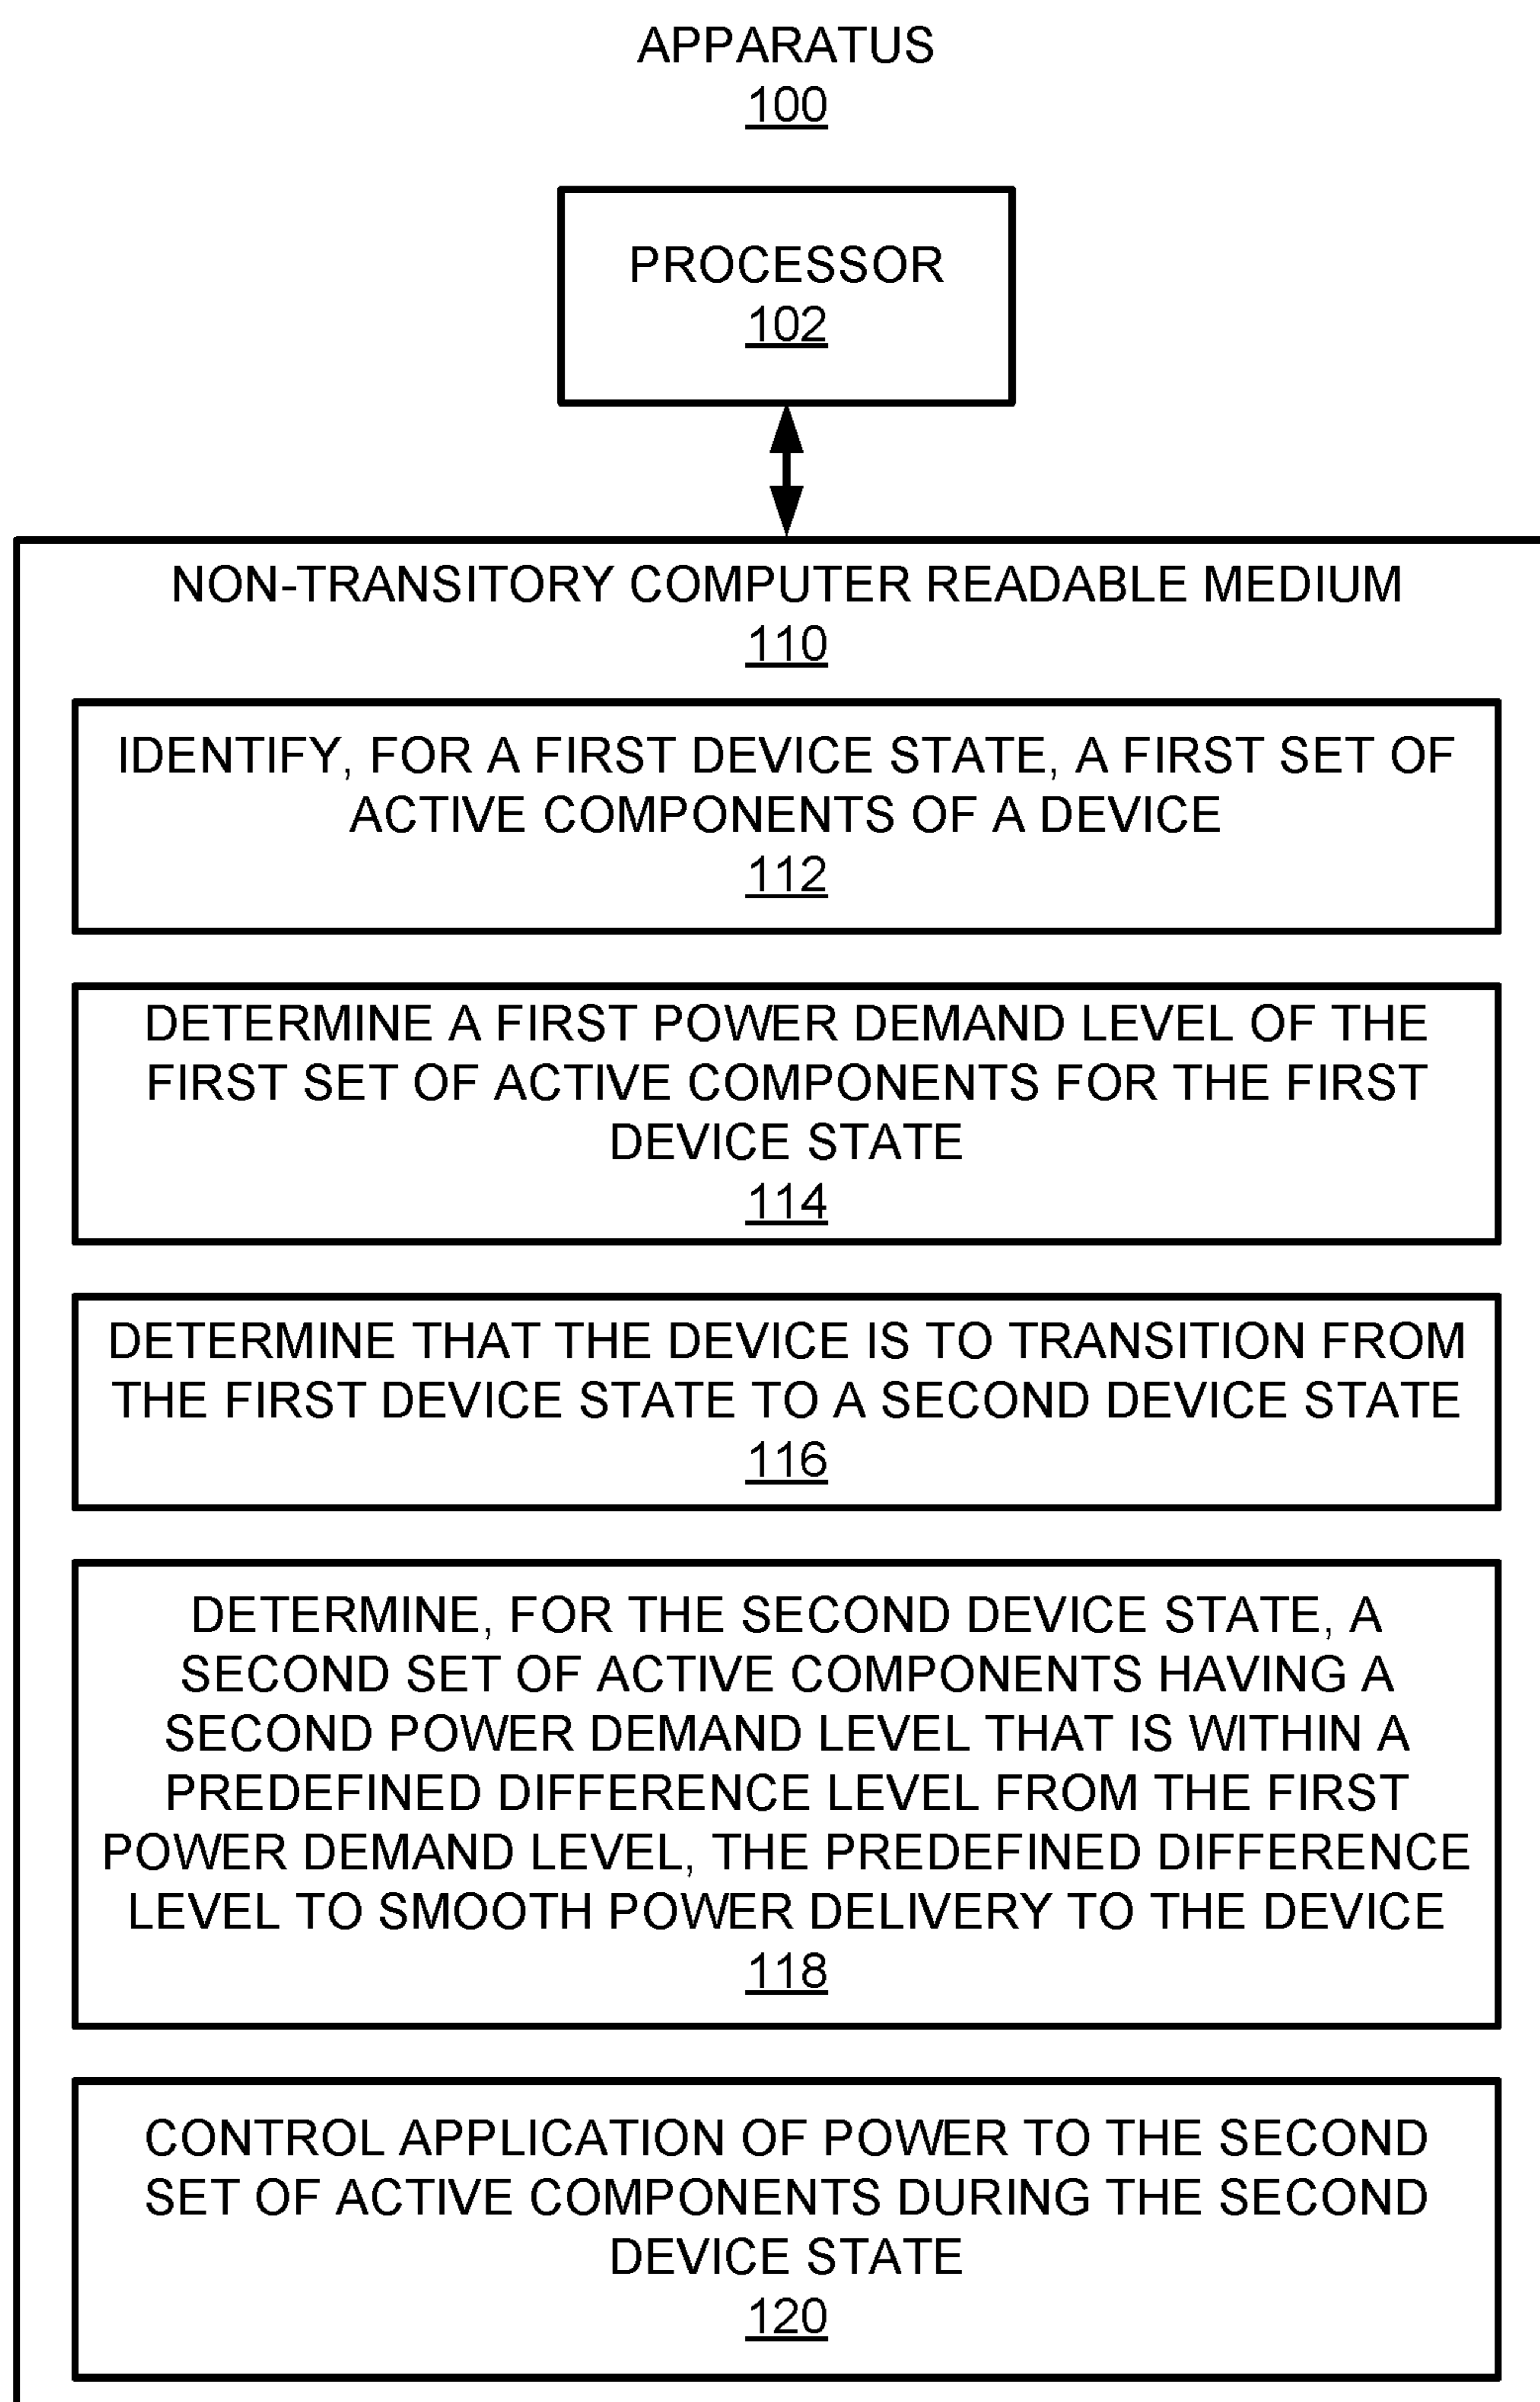 APPARATUS
100
PROCESSOR
102
NON-TRANSITORY COMPUTER READABLE MEDIUM
110
IDENTIFY, FOR A FIRST DEVICE STATE, A FIRST SET OF
ACTIVE COMPONENTS OF A DEVICE
112
DETERMINE A FIRST POWER DEMAND LEVEL OF THE
FIRST SET OF ACTIVE COMPONENTS FOR THE FIRST
DEVICE STATE
114
DETERMINE THAT THE DEVICE IS TO TRANSITION FROM
THE FIRST DEVICE STATE TO A SECOND DEVICE STATE
116
DETERMINE, FOR THE SECOND DEVICE STATE, A
SECOND SET OF ACTIVE COMPONENTS HAVING A
SECOND POWER DEMAND LEVEL THAT IS WITHIN A
PREDEFINED DIFFERENCE LEVEL FROM THE FIRST
POWER DEMAND LEVEL, THE PREDEFINED DIFFERENCE
LEVEL TO SMOOTH POWER DELIVERY TO THE DEVICE
118
CONTROL APPLICATION OF POWER TO THE SECOND
SET OF ACTIVE COMPONENTS DURING THE SECOND
DEVICE STATE
120